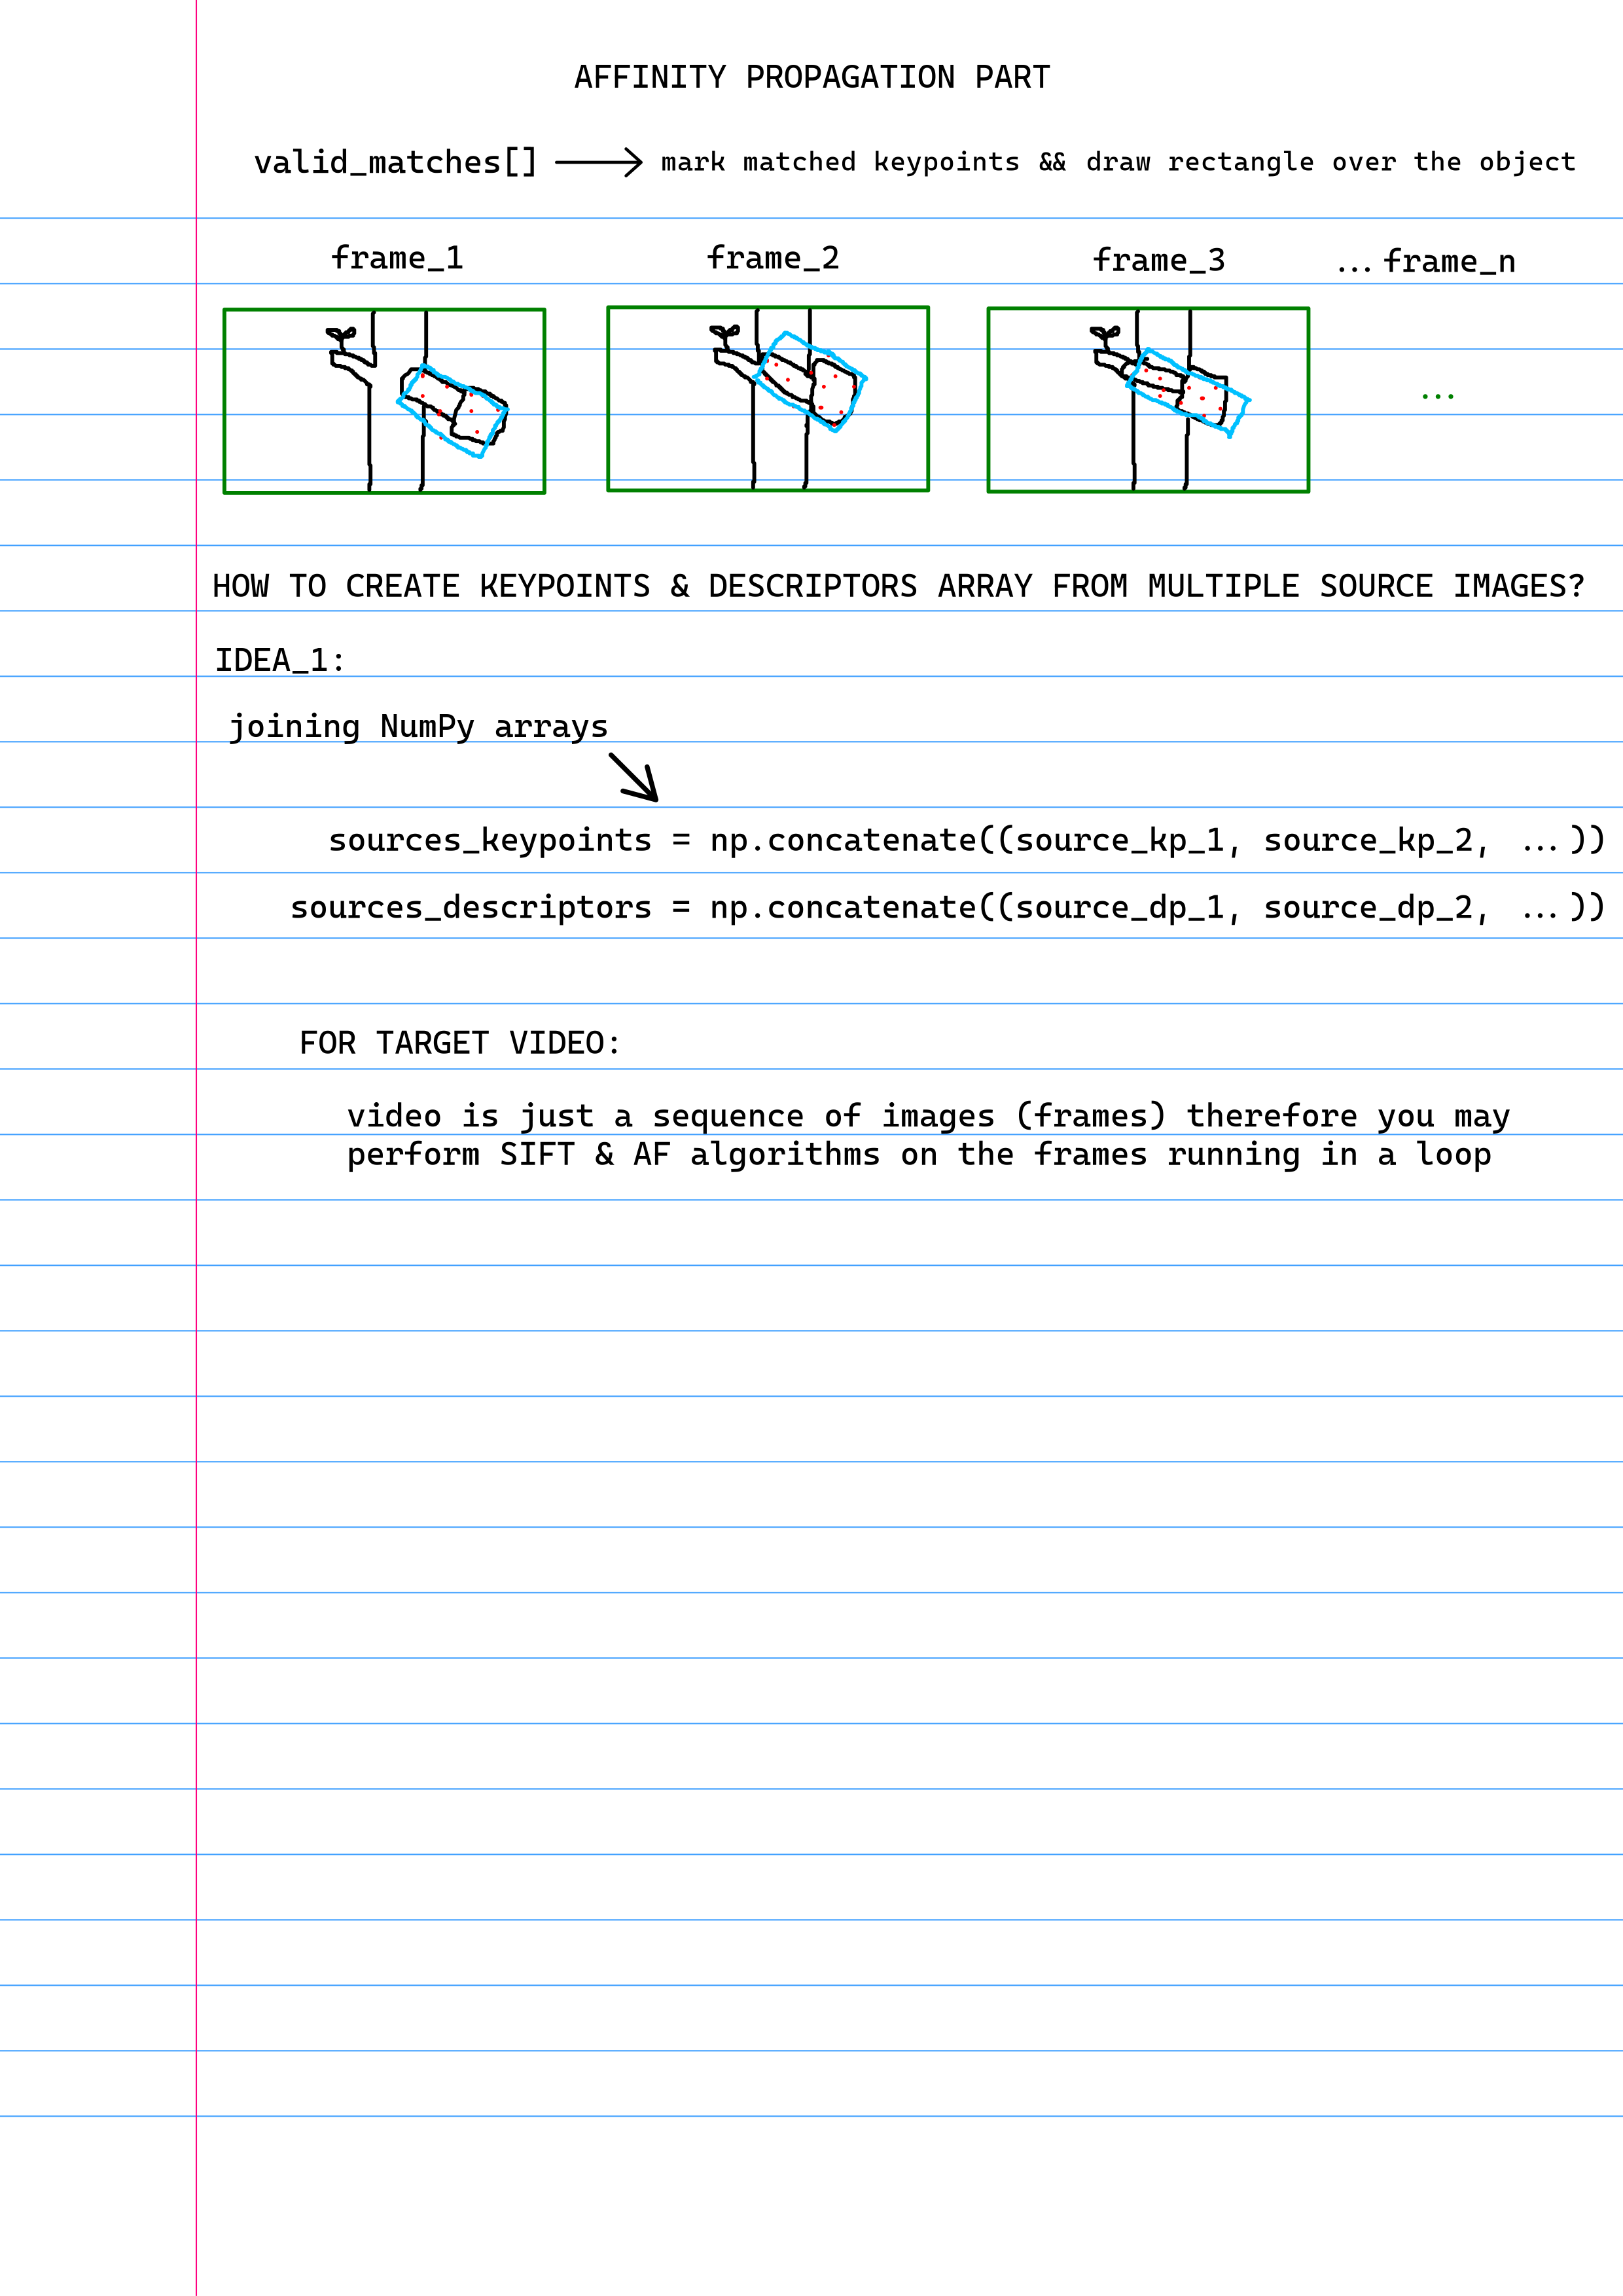 AFFINITY PROPAGATION PART
valid_matches[] → mark matched keypoints && draw rectangle over the object
frame_1 frame_2 frame_3 ... frame_n
...
HOW TO CREATE KEYPOINTS & DESCRIPTORS ARRAY FROM MULTIPLE SOURCE IMAGES?
IDEA_1:
joining NumPy arrays
sources_keypoints = np.concatenate((source_kp_1, source_kp_2, ...))
sources_descriptors = np.concatenate((source_dp_1, source_dp_2, ...))
FOR TARGET VIDEO:
video is just a sequence of images (frames) therefore you may
perform SIFT & AF algorithms on the frames running in a loop